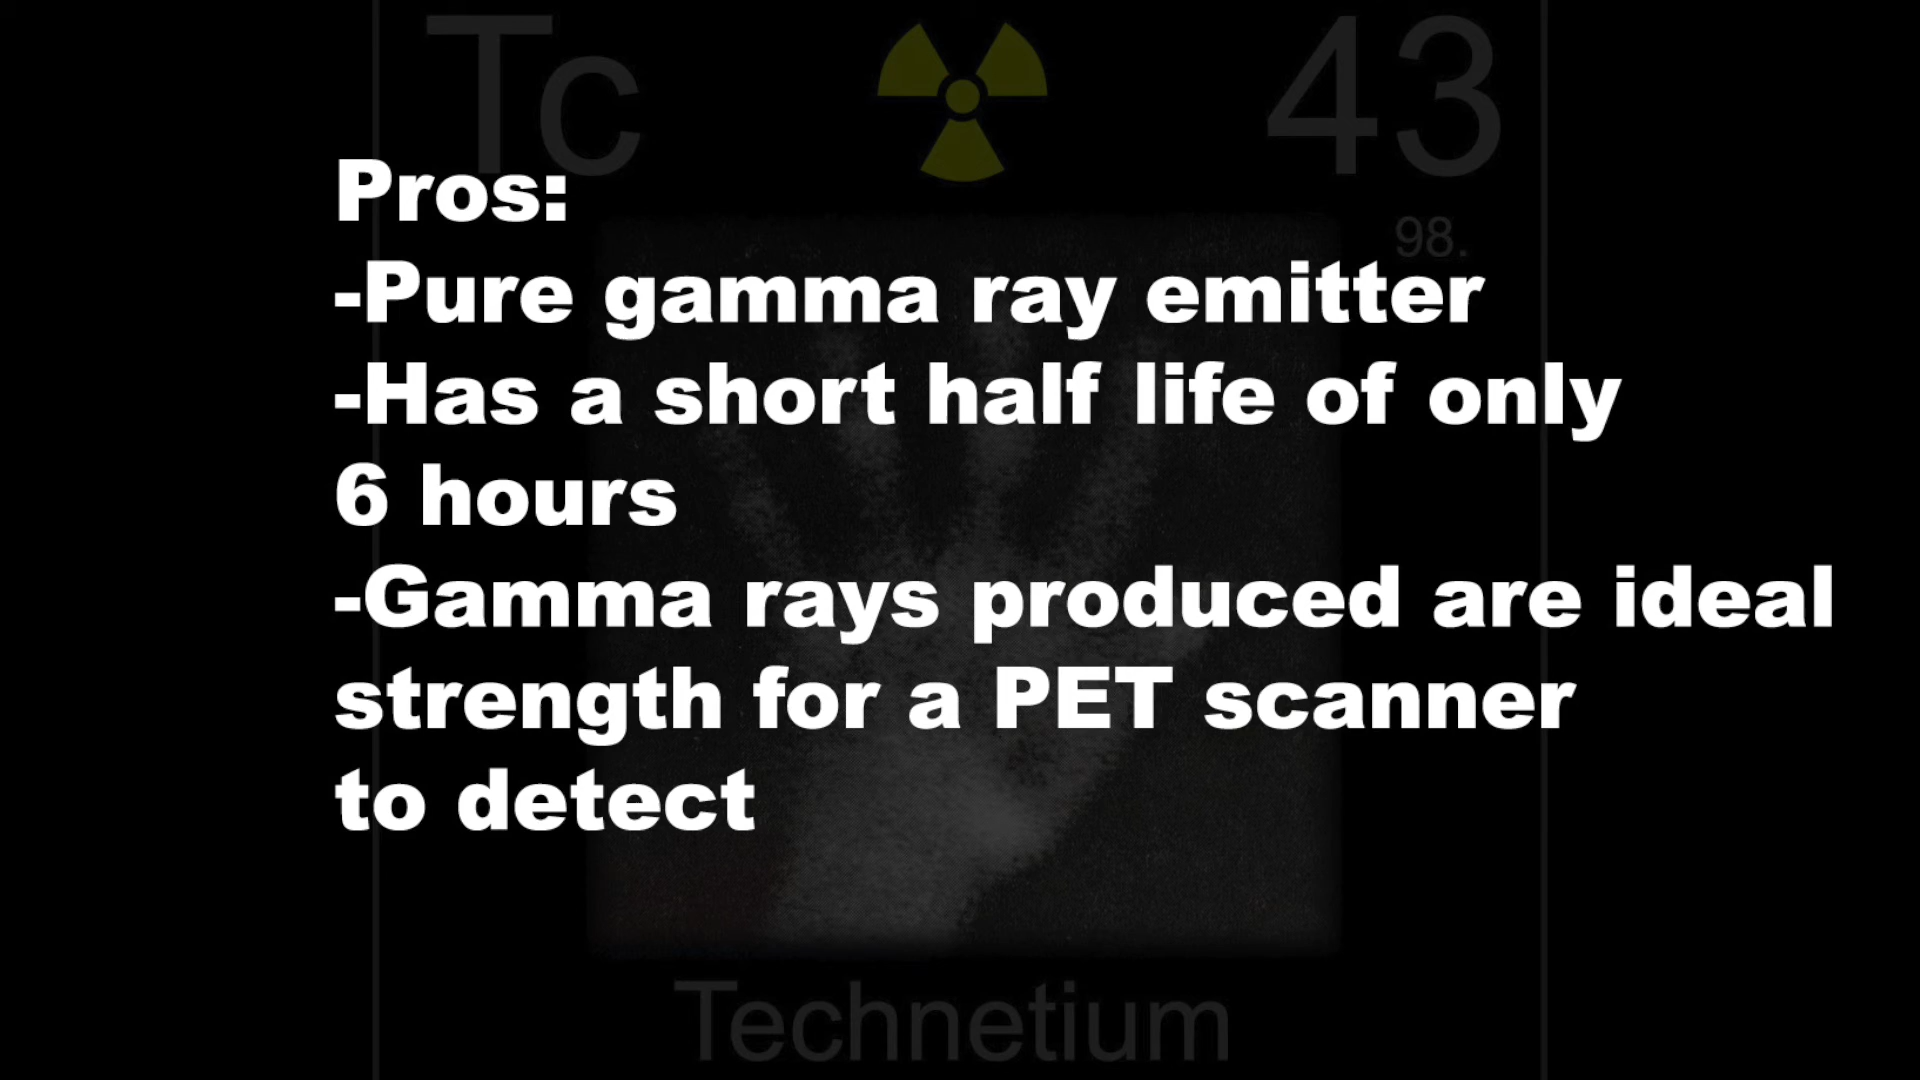 Tc 43
Pros:
98.
-Pure gamma ray emitter
-Has a short half life of only
6 hours
-Gamma rays produced are ideal
strength for a PET scanner
to detect
Technetium